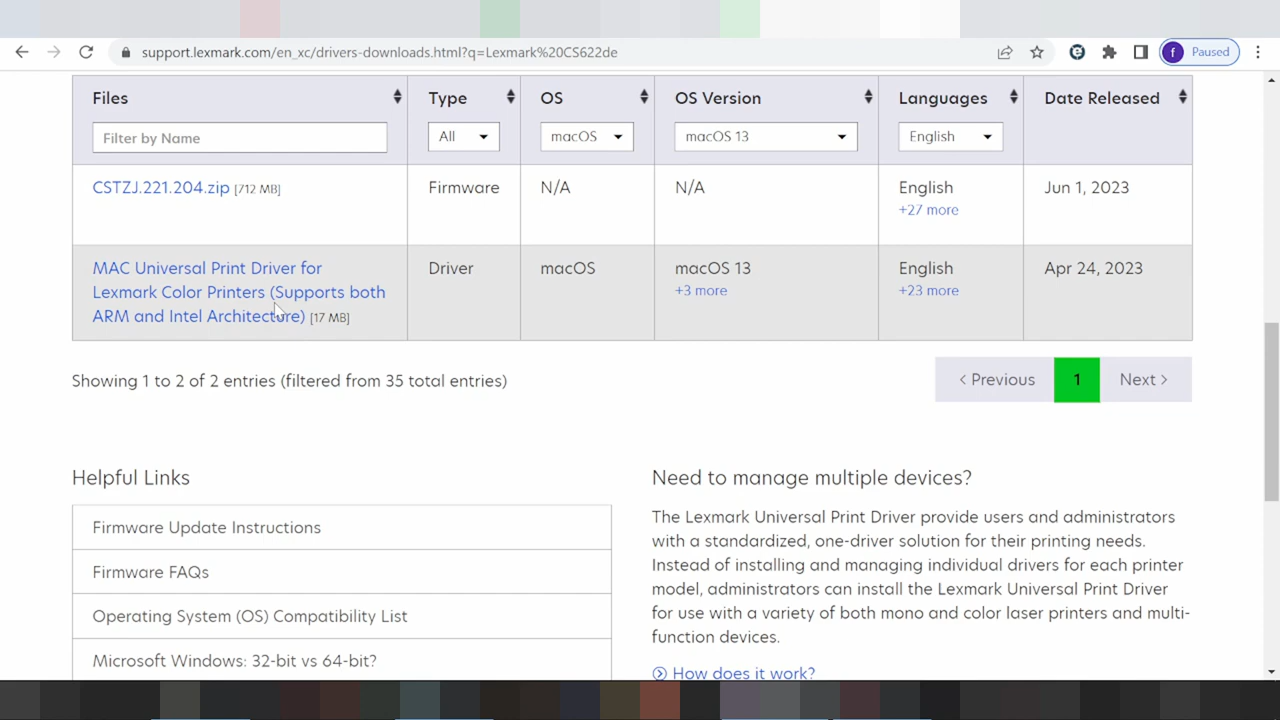 support.lexmark.com/en_xc/drivers-downloads.html?q=Lexmark%20CS622de
f Paused
Files Type OS OS Version Languages Date Released
Filter by Name All macOS macOS 13 English
CSTZJ.221.204.zip [712 MB] Firmware N/A N/A English Jun 1, 2023
+27 more
MAC Universal Print Driver for Driver macOS macOS 13 English Apr 24, 2023
Lexmark Color Printers (Supports both +3 more +23 more
ARM and Intel Architecture) [17 MB]
Showing 1 to 2 of 2 entries (filtered from 35 total entries)
< Previous 1 Next >
Helpful Links
Firmware Update Instructions
Firmware FAQs
Operating System (OS) Compatibility List
Microsoft Windows: 32-bit vs 64-bit?
Need to manage multiple devices?
The Lexmark Universal Print Driver provide users and administrators
with a standardized, one-driver solution for their printing needs.
Instead of installing and managing individual drivers for each printer
model, administrators can install the Lexmark Universal Print Driver
for use with a variety of both mono and color laser printers and multi-
function devices.
How does it work?